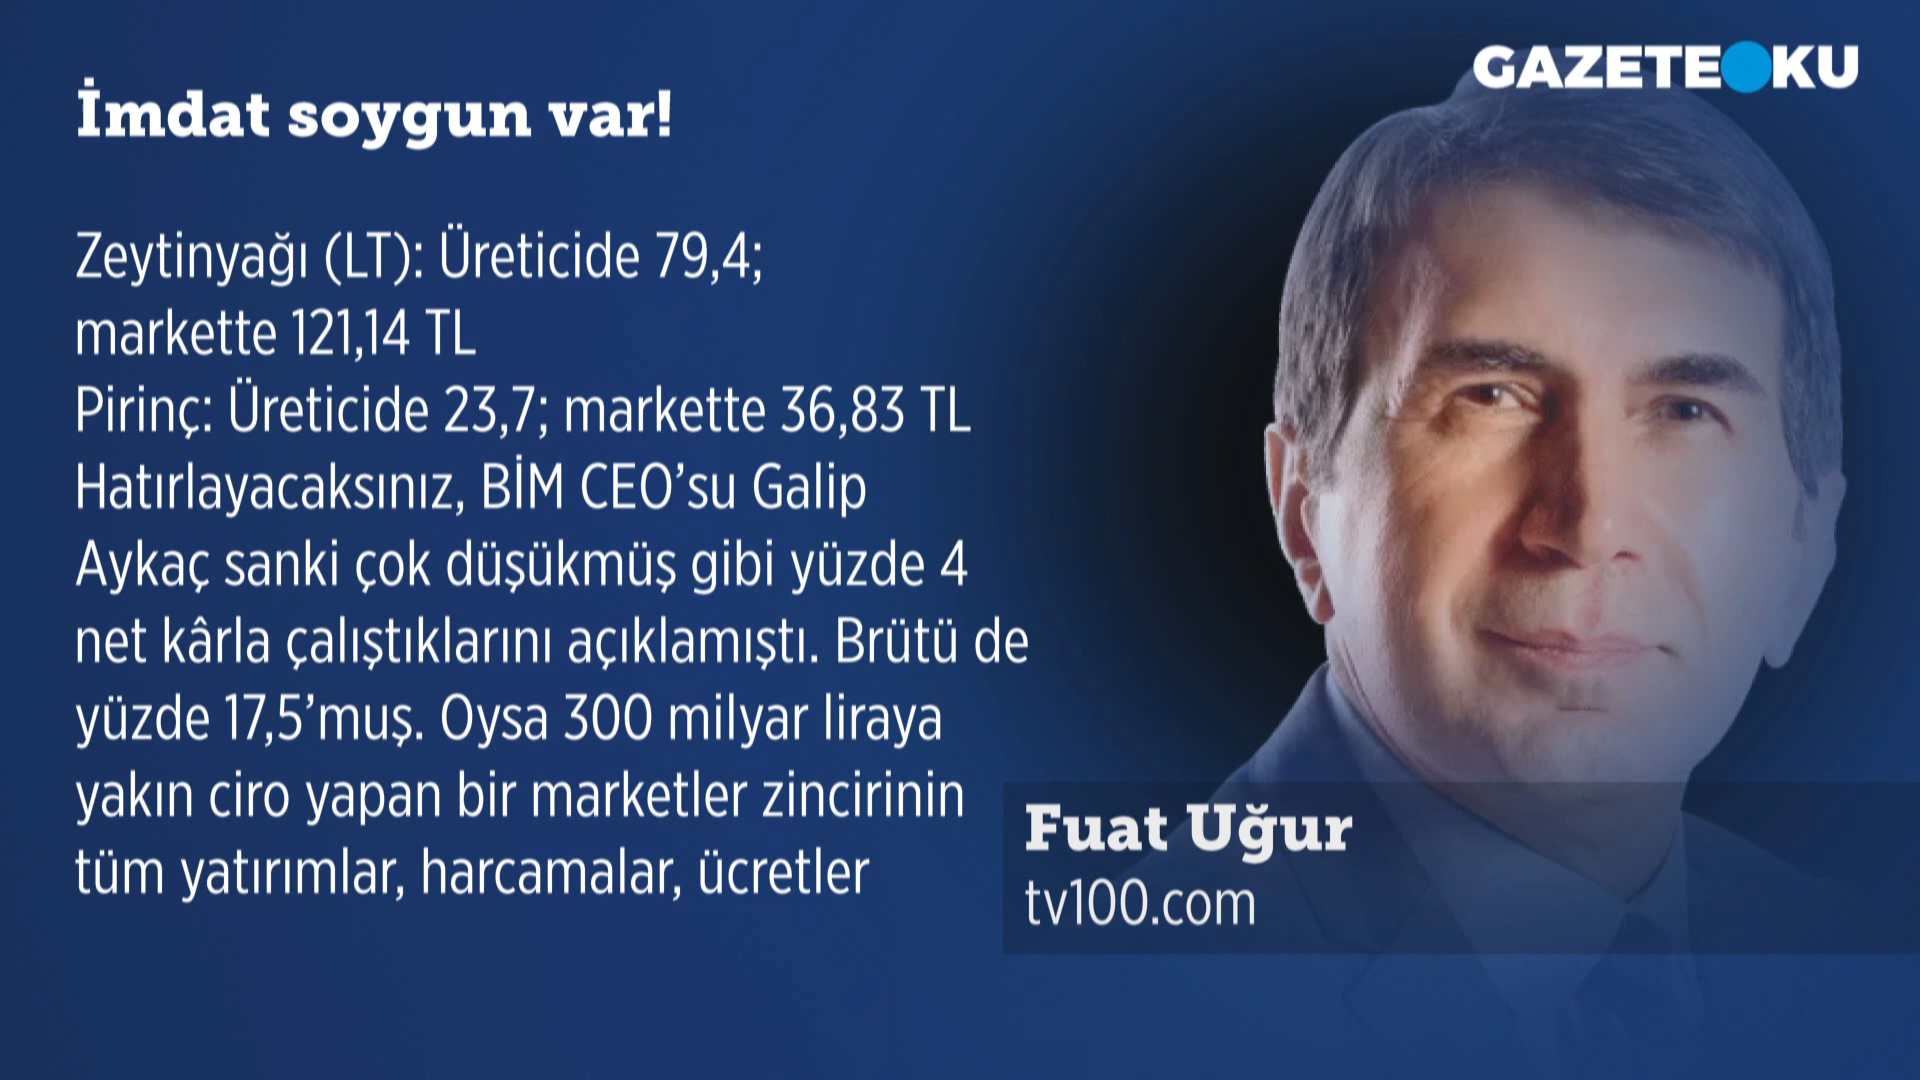 GAZETE OKU
İmdat soygun var!
Zeytinyağı (LT): Üreticide 79,4;
markette 121,14 TL
Pirinç: Üreticide 23,7; markette 36,83 TL
Hatırlayacaksınız, BİM CEO’su Galip
Aykaç sanki çok düşükmüş gibi yüzde 4
net kârla çalıştıklarını açıklamıştı. Brütü de
yüzde 17,5’muş. Oysa 300 milyar liraya
yakın ciro yapan bir marketler zincirinin
tüm yatırımlar, harcamalar, ücretler
Fuat Uğur
tv100.com